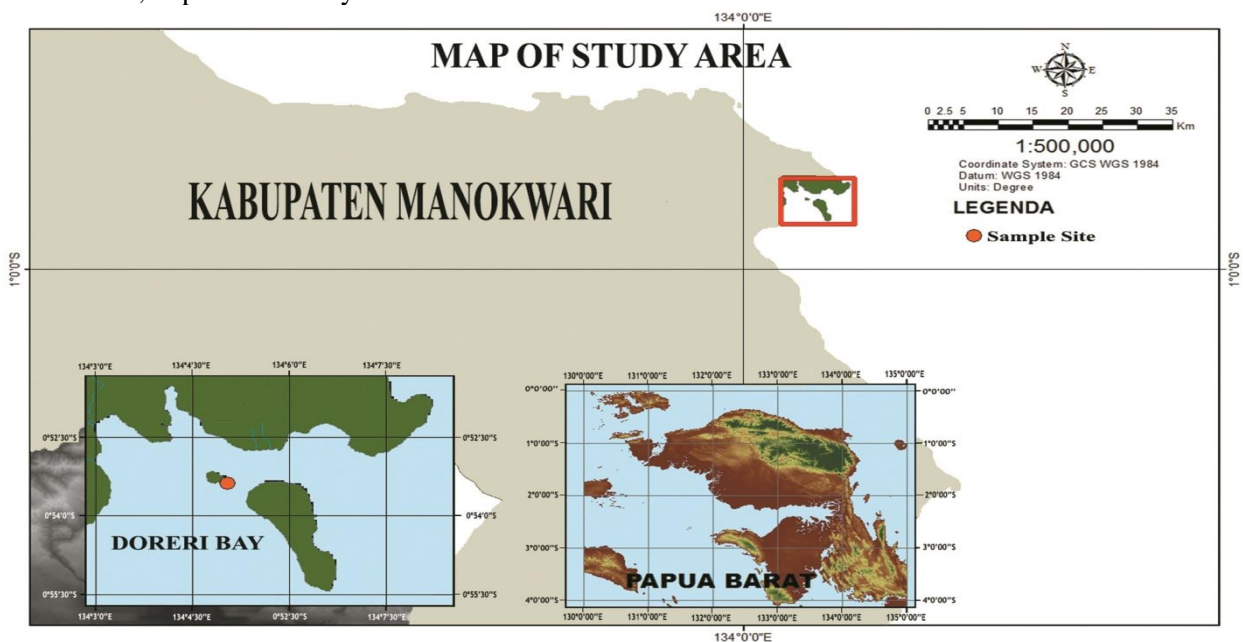 134°0'0"E
MAP OF STUDY AREA
N
W E
S
0 2.5 5 10 15 20 25 30 35
Km
1:500,000
Coordinate System: GCS WGS 1984
Datum: WGS 1984
Units: Degree
LEGENDA
Sample Site
KABUPATEN MANOKWARI
1°0'0"S
1°0'0"S
134°3'0"E 134°4'30"E 134°6'0"E 134°7'30"E
0°52'30"S
0°52'30"S
0°54'0"S
0°54'0"S
DORERI BAY
0°55'30"S
0°55'30"S
134°3'0"E 134°4'30"E 0°52'30"E 134°7'30"E
130°0'00"E 131°0'00"E 132°0'00"E 133°0'00"E 134°0'00"E 135°0'00"E
0°0'00"
0°0'00"
1°0'00"S
1°0'00"S
2°0'00"S
2°0'00"S
3°0'00"S
3°0'00"S
PAPUA BARAT
4°0'00"S
4°0'00"S
130°0'00"E 131°0'00"E 132°0'00"E 133°0'00"E 134°0'00"E 135°0'00"E
134°0'0"E